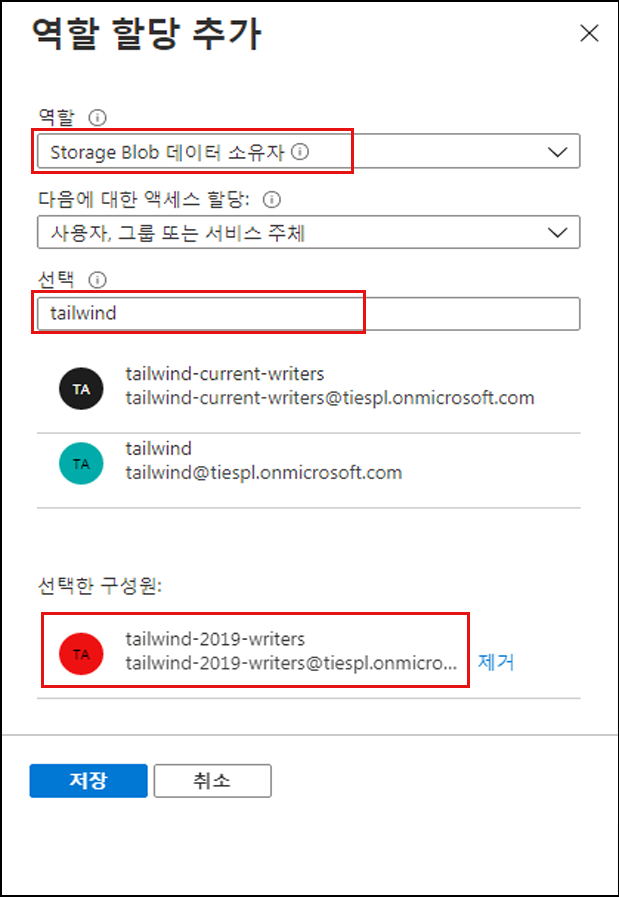 역할 할당 추가
역할
Storage Blob 데이터 소유자
다음에 대한 액세스 할당:
사용자, 그룹 또는 서비스 주체
선택
tailwind
TA
tailwind-current-writers
tailwind-current-writers@tiespl.onmicrosoft.com
TA
tailwind
tailwind@tiespl.onmicrosoft.com
선택한 구성원:
TA
tailwind-2019-writers
tailwind-2019-writers@tiespl.onmicro...
제거
저장
취소